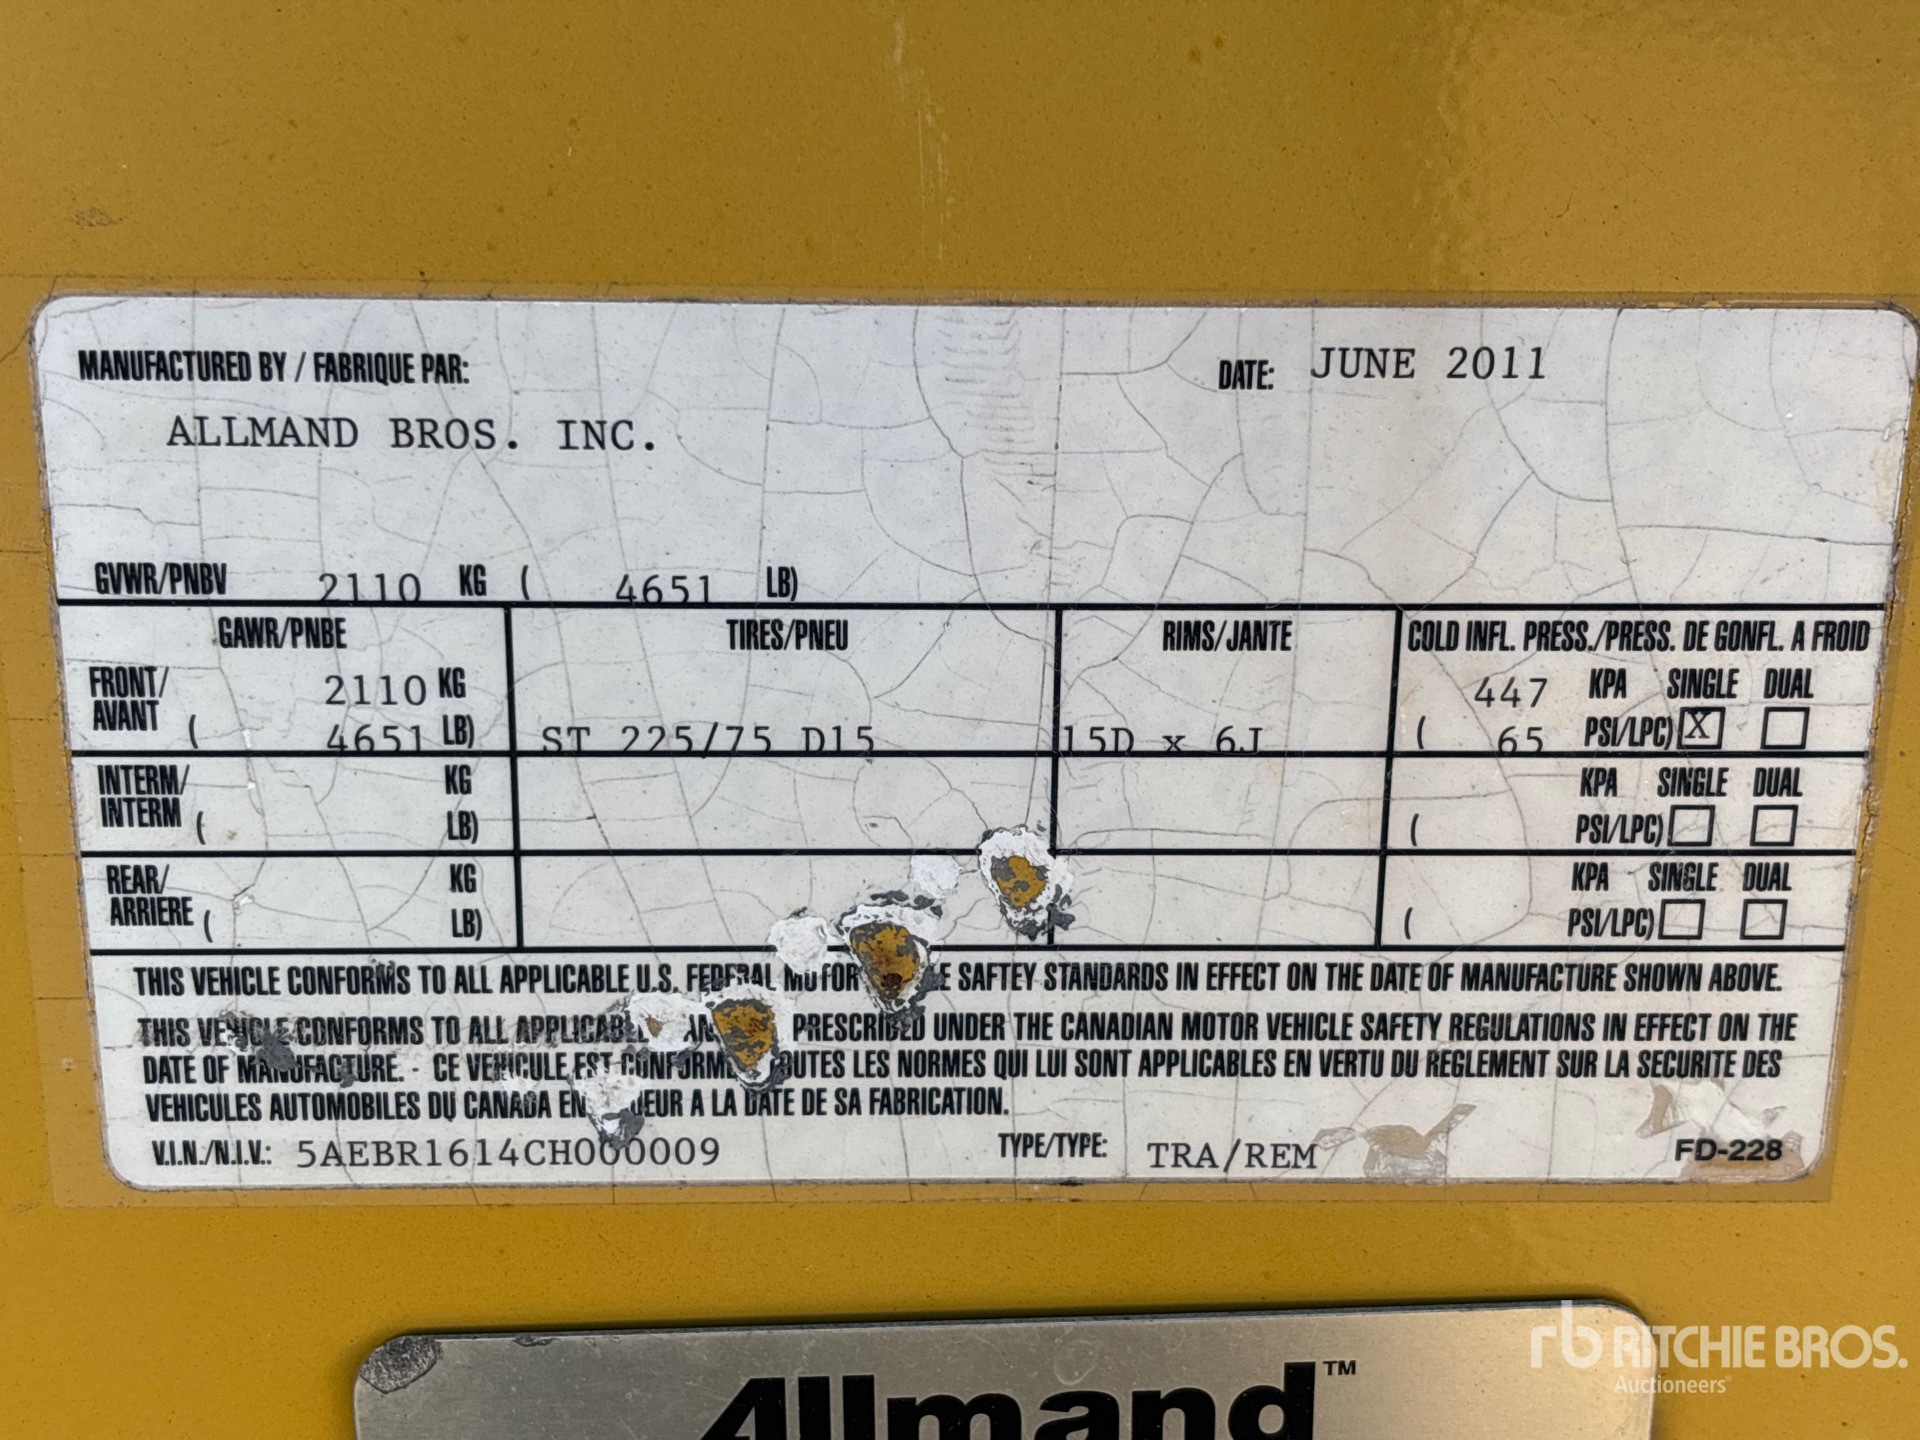 MANUFACTURED BY / FABRIQUE PAR: DATE: JUNE 2011
ALLMAND BROS. INC.
GVWR/PNBV 2110 KG ( 4651 LB)
GAWR/PNBE TIRES/PNEU RIMS/JANTE COLD INFL. PRESS./PRESS. DE GONFL. A FROID
FRONT/ 2110 KG 447 KPA SINGLE DUAL
AVANT ( 4651 LB) ST 225/75 D15 15D x 6J ( 65 PSI/LPC) X
INTERM/ KG KPA SINGLE DUAL
INTERM ( LB) ( PSI/LPC)
REAR/ KG KPA SINGLE DUAL
ARRIERE ( LB) ( PSI/LPC)
THIS VEHICLE CONFORMS TO ALL APPLICABLE U.S. FEDERAL MOTOR SAFTEY STANDARDS IN EFFECT ON THE DATE OF MANUFACTURE SHOWN ABOVE.
THIS VEHICLE CONFORMS TO ALL APPLICABLE PRESCRIBED UNDER THE CANADIAN MOTOR VEHICLE SAFETY REGULATIONS IN EFFECT ON THE
DATE OF MANUFACTURE. - CE VEHICULE EST CONFORME LES NORMES QUI LUI SONT APPLICABLES EN VERTU DU REGLEMENT SUR LA SECURITE DES
VEHICULES AUTOMOBILES DU CANADA EN A LA DATE DE SA FABRICATION.
V.I.N./N.I.V.: 5AEBR1614CH000009 TYPE/TYPE: TRA/REM FD-228
Allmand™
rb RITCHIE BROS.
Auctioneers